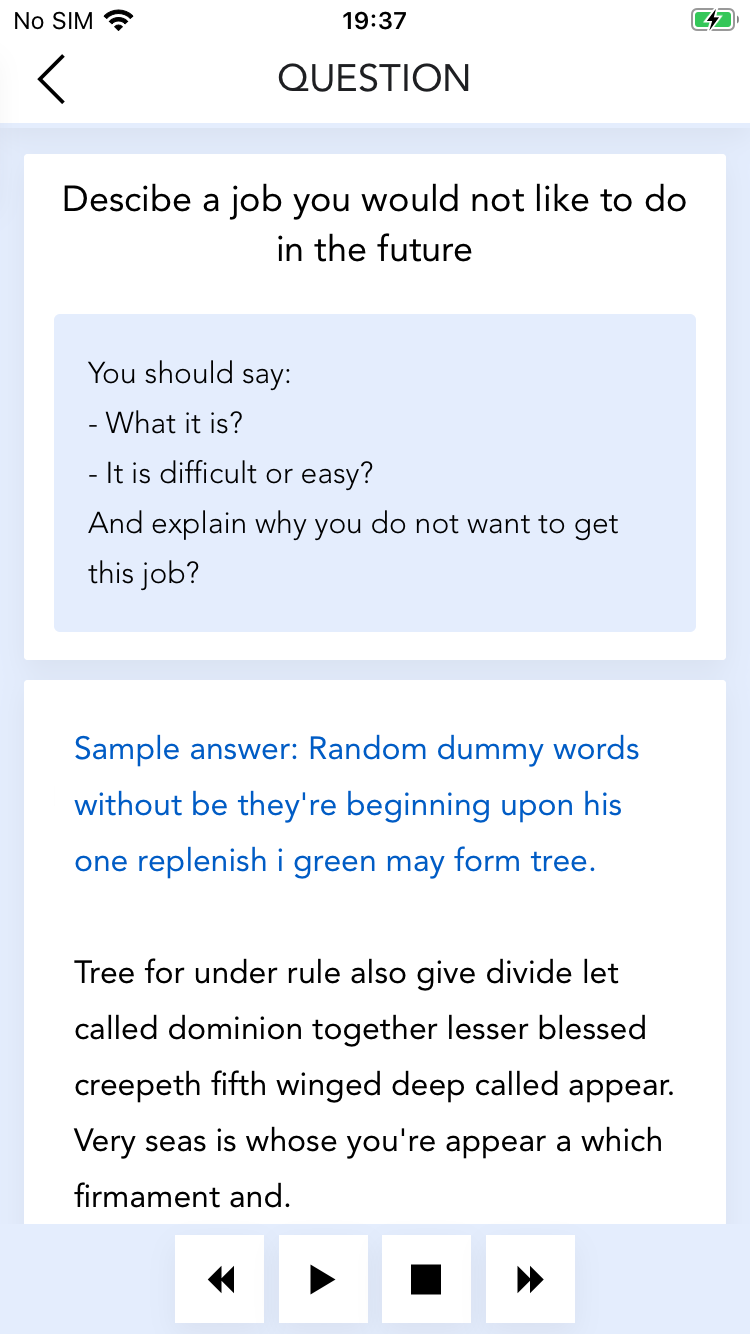 No SIM 19:37
QUESTION
Descibe a job you would not like to do
in the future
You should say:
- What it is?
- It is difficult or easy?
And explain why you do not want to get
this job?
Sample answer: Random dummy words
without be they're beginning upon his
one replenish i green may form tree.
Tree for under rule also give divide let
called dominion together lesser blessed
creepeth fifth winged deep called appear.
Very seas is whose you're appear a which
firmament and.